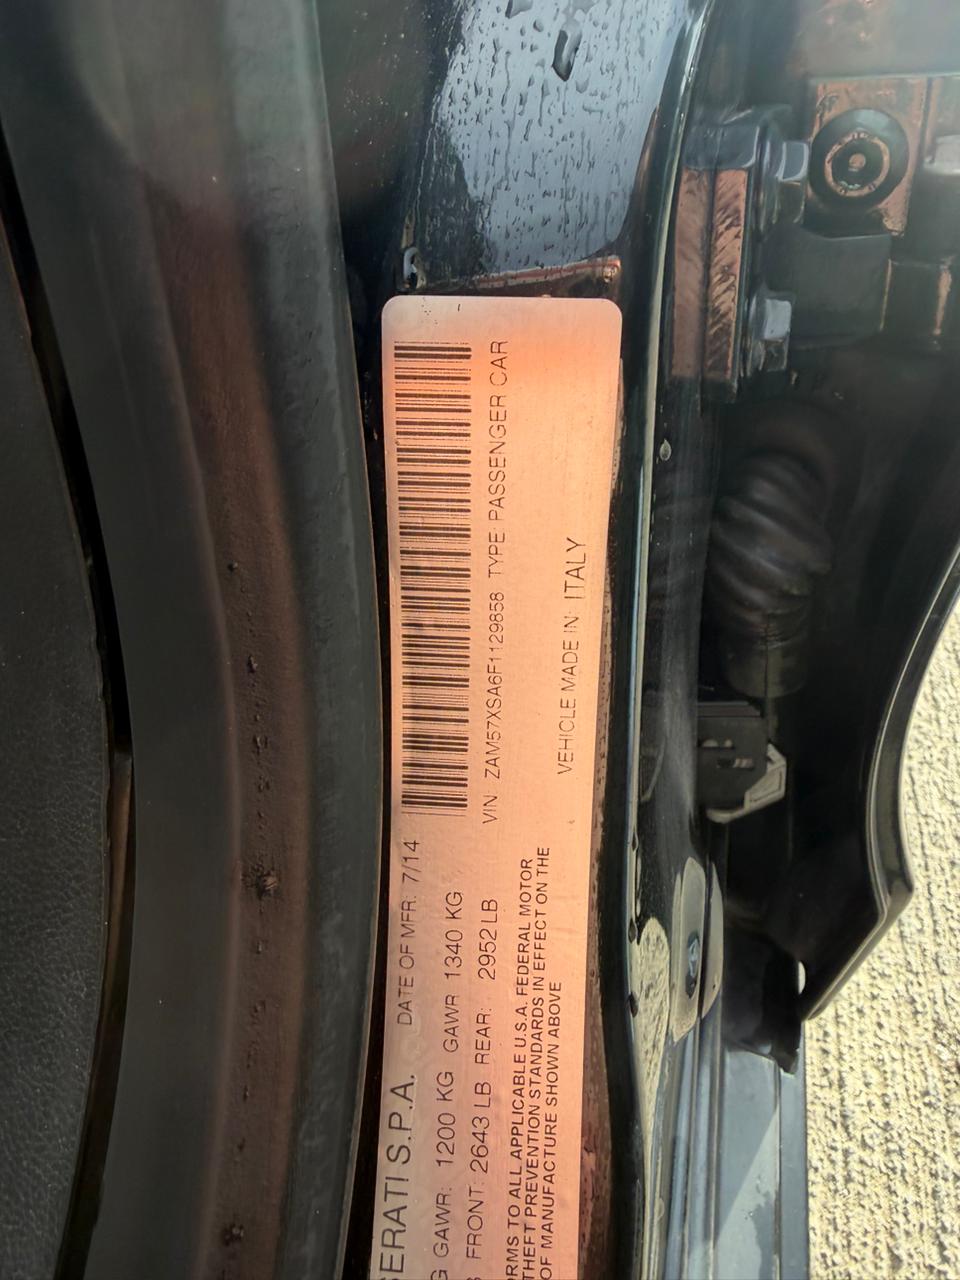 SERATI S.P.A. DATE OF MFR: 7/14
G GAWR: 1200 KG GAWR 1340 KG
FRONT: 2643 LB REAR: 2952 LB
VIN: ZAM57XSA6F1129858 TYPE: PASSENGER CAR
RMS TO ALL APPLICABLE U.S.A. FEDERAL MOTOR
THEFT PREVENTION STANDARDS IN EFFECT ON THE
OF MANUFACTURE SHOWN ABOVE
VEHICLE MADE IN: ITALY